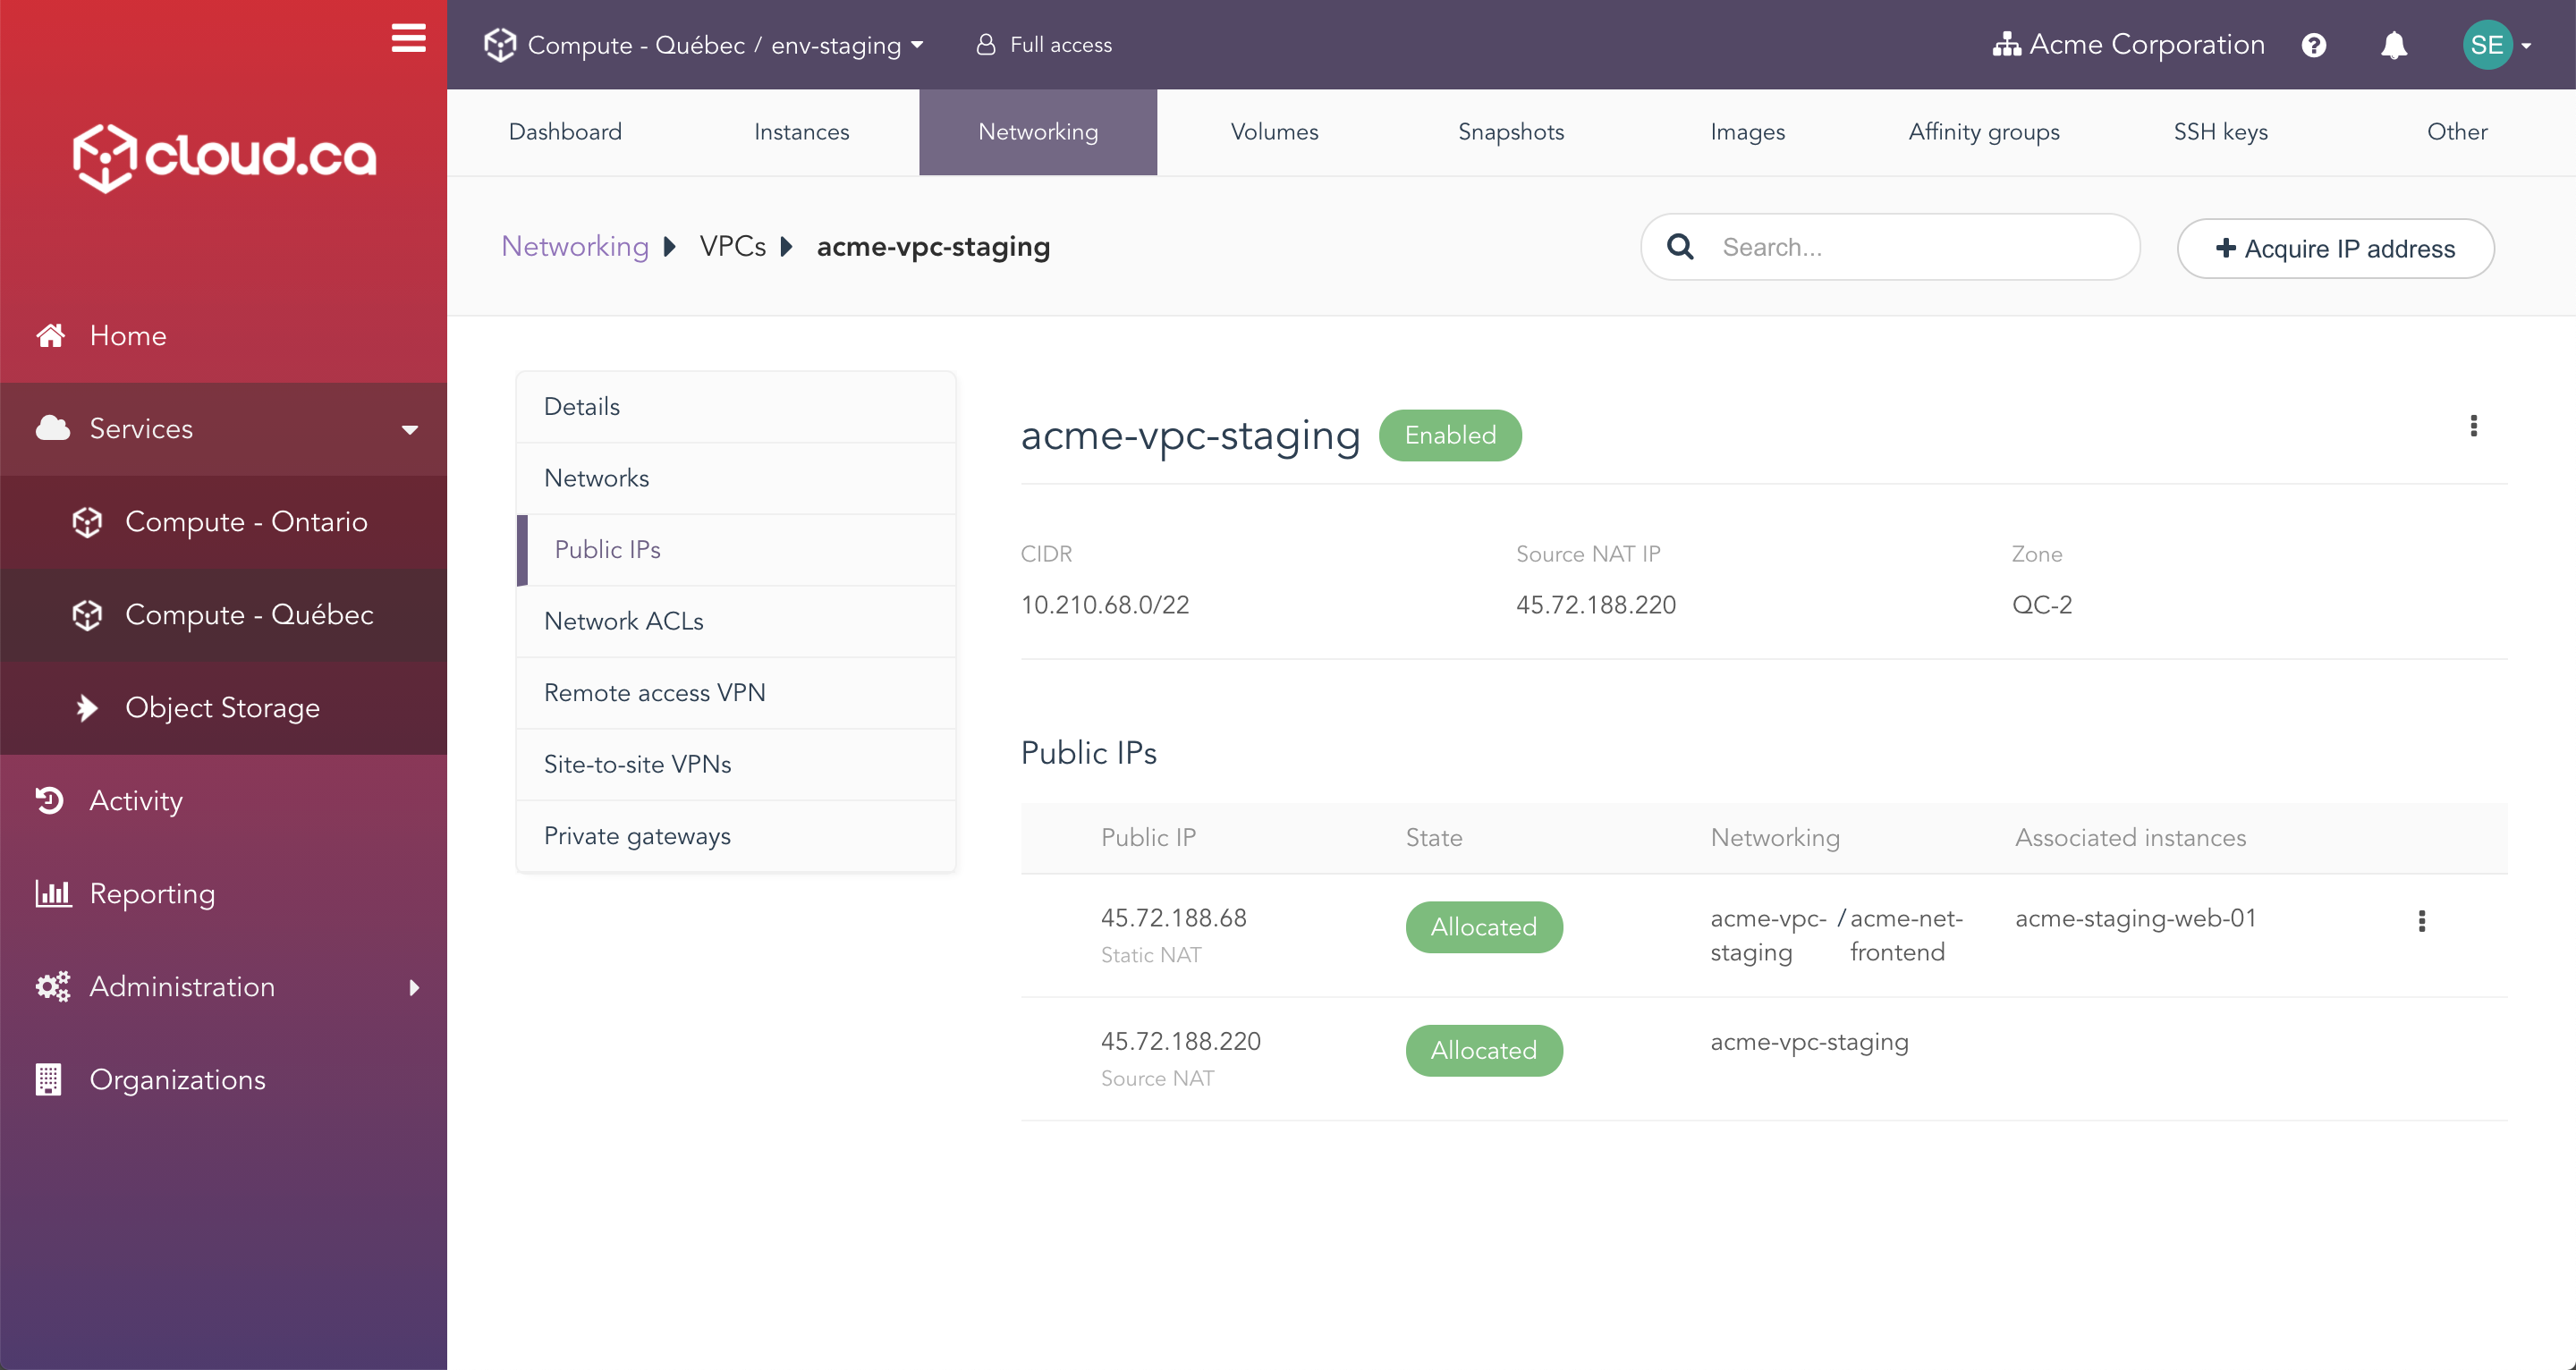 Compute - Québec / env-staging
Full access
Acme Corporation
?
SE
cloud.ca
Home
Services
Compute - Ontario
Compute - Québec
Object Storage
Activity
Reporting
Administration
Organizations
Dashboard
Instances
Networking
Volumes
Snapshots
Images
Affinity groups
SSH keys
Other
Networking
VPCs
acme-vpc-staging
Search...
Acquire IP address
Details
Networks
Public IPs
Network ACLs
Remote access VPN
Site-to-site VPNs
Private gateways
acme-vpc-staging
Enabled
CIDR
Source NAT IP
Zone
10.210.68.0/22
45.72.188.220
QC-2
Public IPs
Public IP
State
Networking
Associated instances
45.72.188.68
Static NAT
Allocated
acme-vpc- / acme-net-
staging frontend
acme-staging-web-01
45.72.188.220
Source NAT
Allocated
acme-vpc-staging